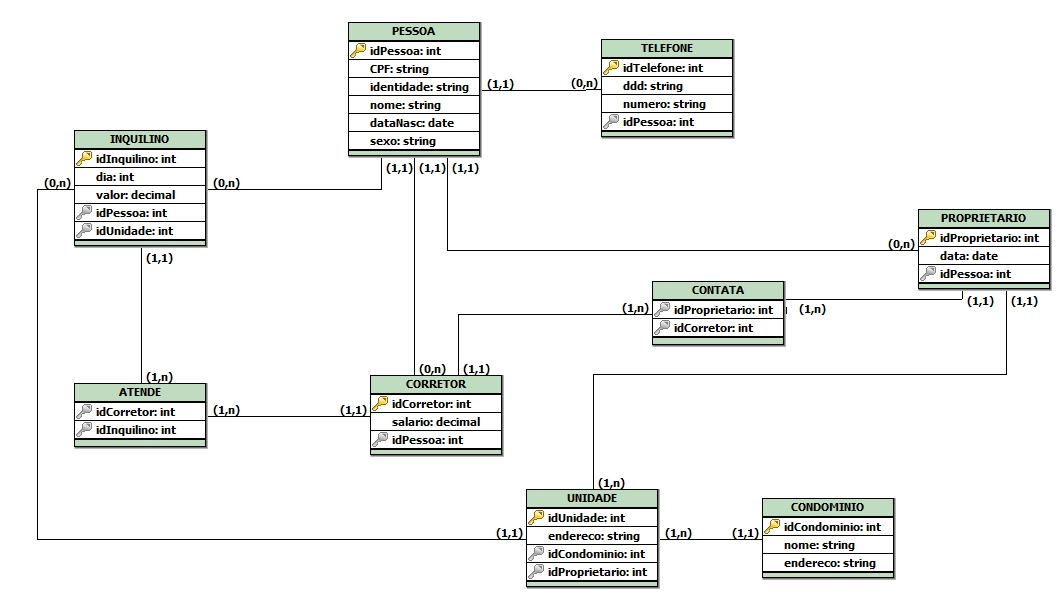 PESSOA
idPessoa: int
CPF: string
identidade: string
nome: string
dataNasc: date
sexo: string
(1,1)
(0,n)
TELEFONE
idTelefone: int
ddd: string
numero: string
idPessoa: int
INQUILINO
idInquilino: int
dia: int
valor: decimal
idPessoa: int
idUnidade: int
(0,n)
(0,n)
(1,1)
(1,1) (1,1) (1,1)
PROPRIETARIO
idProprietario: int
data: date
idPessoa: int
(0,n)
(1,1) (1,1)
CONTATA
idProprietario: int
idCorretor: int
(1,n)
(1,n)
ATENDE
idCorretor: int
idInquilino: int
(1,n)
(1,n)
(1,1)
(0,n) (1,1)
CORRETOR
idCorretor: int
salario: decimal
idPessoa: int
(1,n)
UNIDADE
idUnidade: int
endereco: string
idCondominio: int
idProprietario: int
(1,1)
(1,n)
(1,1)
CONDOMINIO
idCondominio: int
nome: string
endereco: string